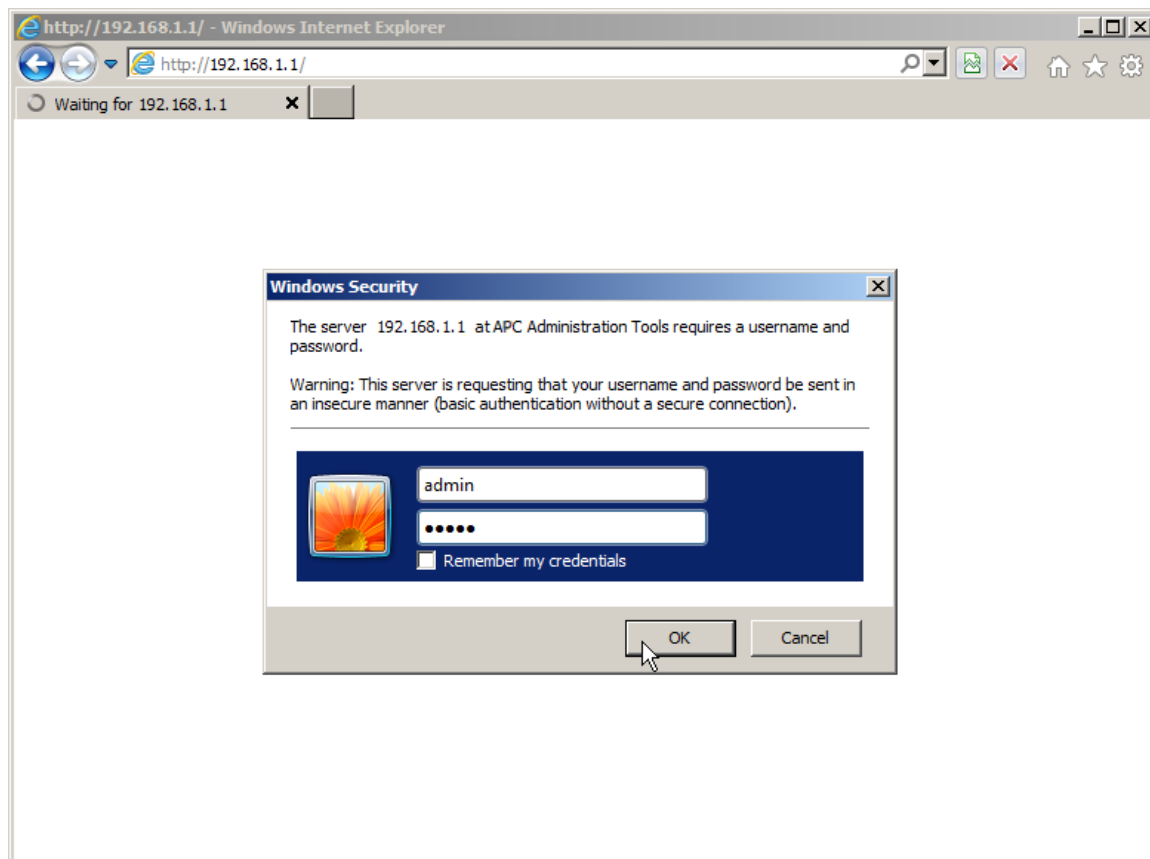 http://192.168.1.1/ - Windows Internet Explorer
http://192.168.1.1/
Waiting for 192.168.1.1
Windows Security
The server 192.168.1.1 at APC Administration Tools requires a username and
password.
Warning: This server is requesting that your username and password be sent in
an insecure manner (basic authentication without a secure connection).
admin
•••••
Remember my credentials
OK
Cancel